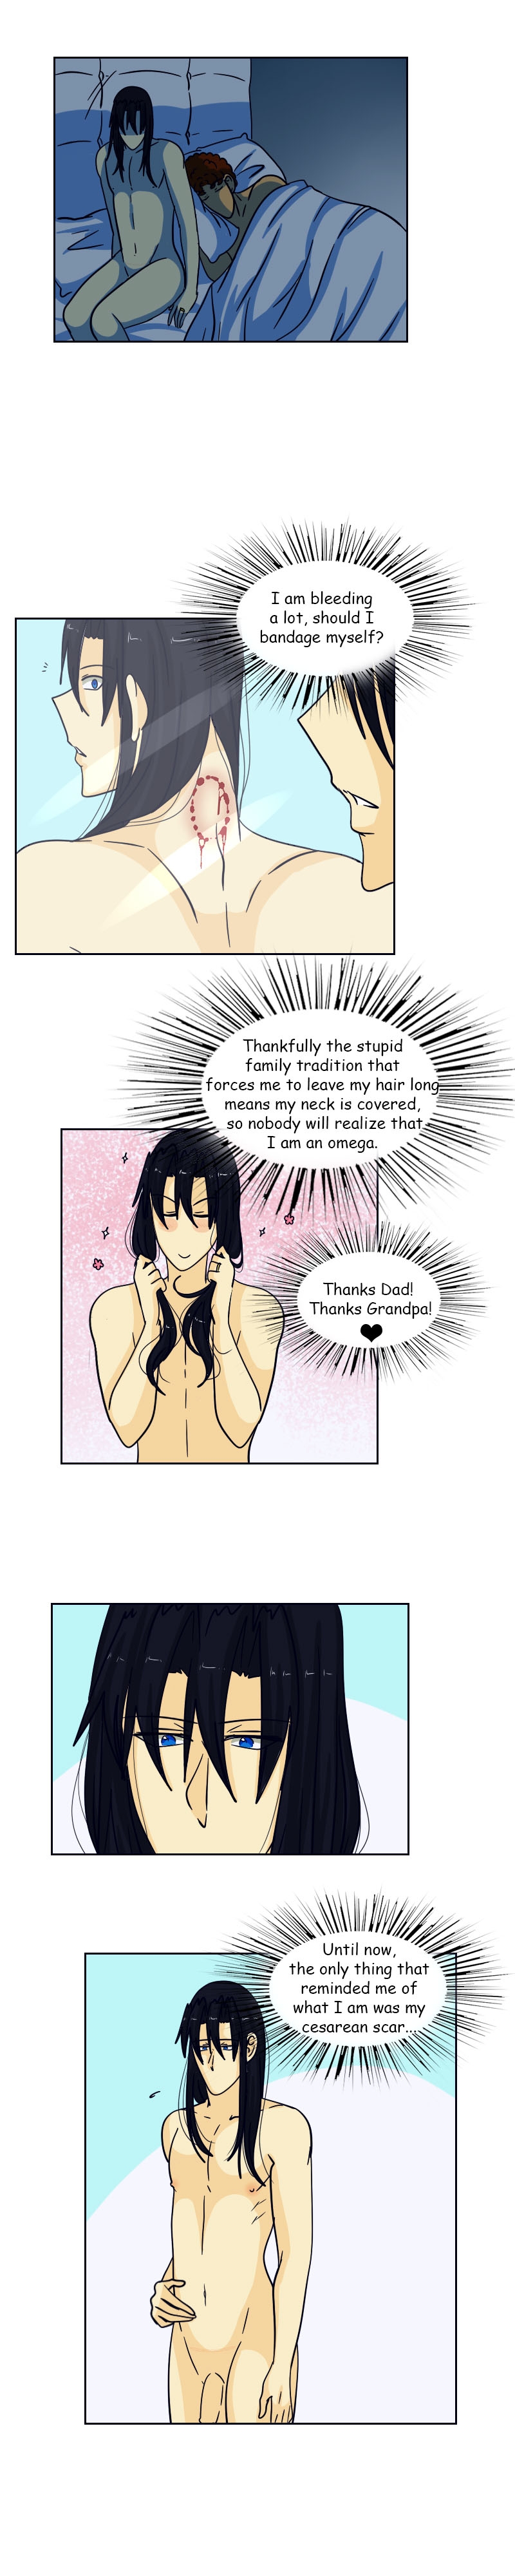 I am bleeding
a lot, should I
bandage myself?
Thankfully the stupid
family tradition that
forces me to leave my hair long
means my neck is covered,
so nobody will realize that
I am an omega.
Thanks Dad!
Thanks Grandpa!
Until now,
the only thing that
reminded me of
what I am was my
cesarean scar...